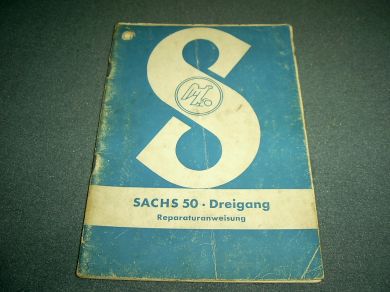 S
SACHS 50 · Dreigang
Reparaturanweisung